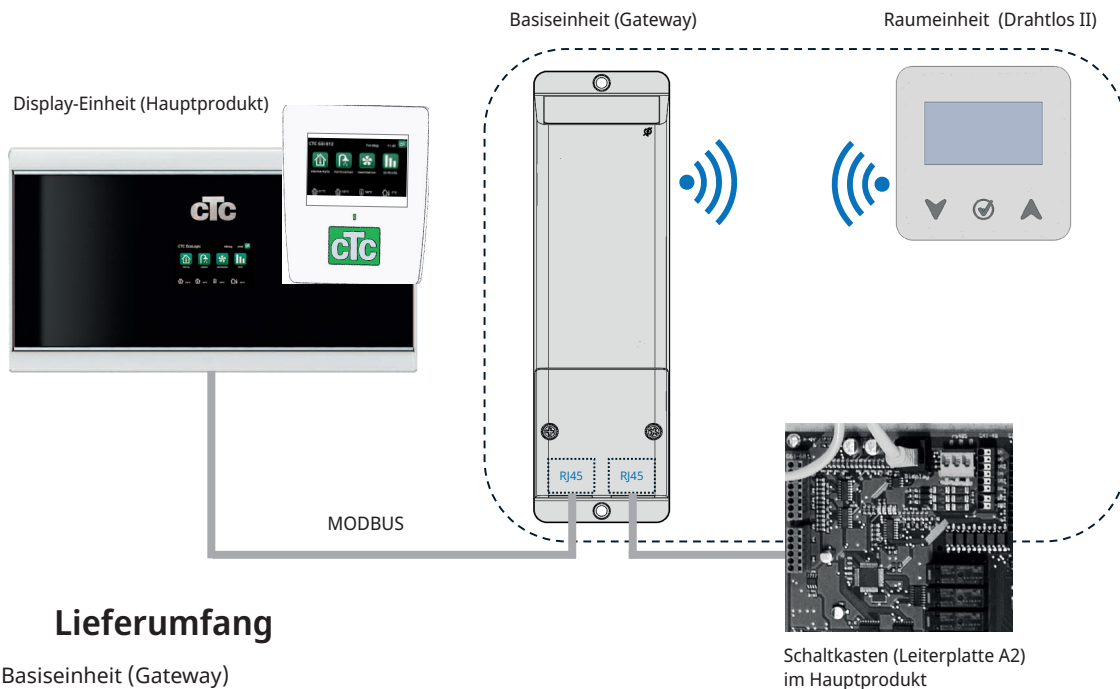 Basiseinheit (Gateway)
Raumeinheit (Drahtlos II)
Display-Einheit (Hauptprodukt)
cTc
cTc
RJ45
RJ45
MODBUS
Lieferumfang
Basiseinheit (Gateway)
Schaltkasten (Leiterplatte A2)
im Hauptprodukt